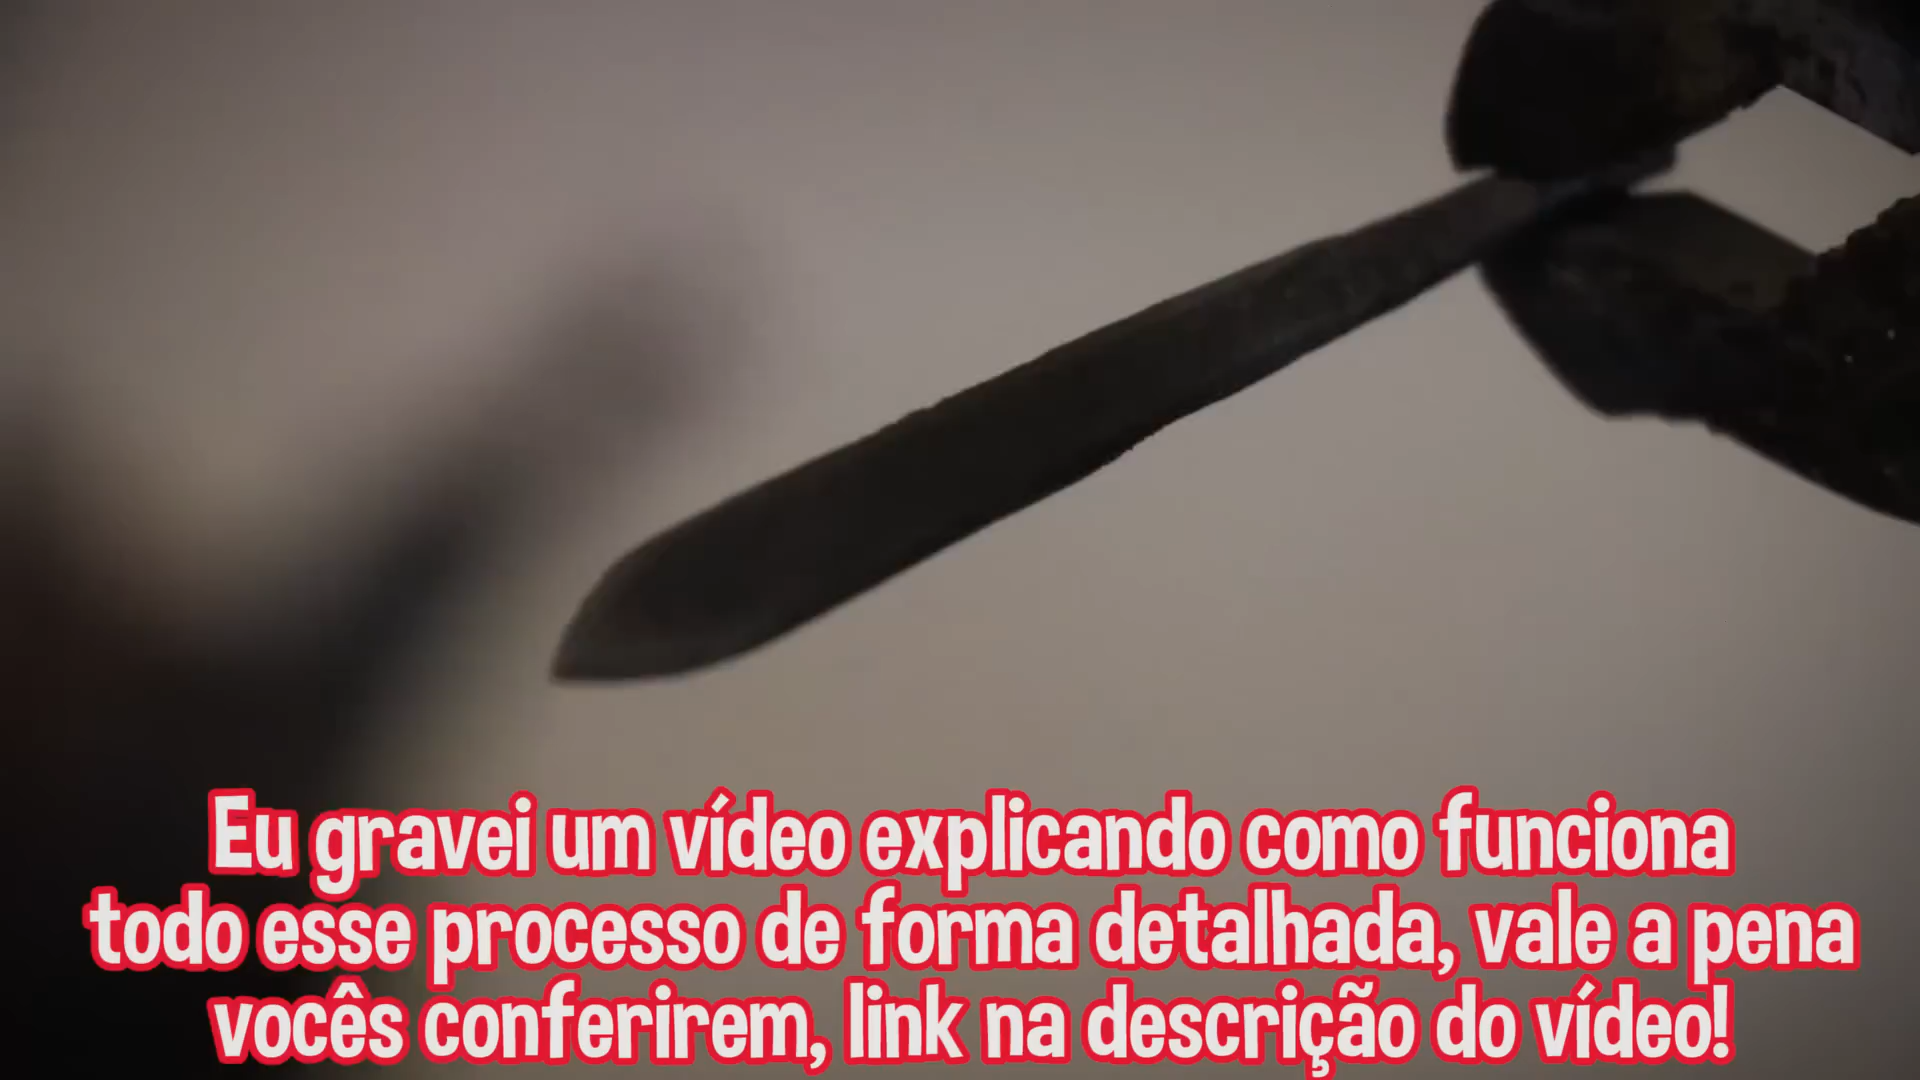 Eu gravei um vídeo explicando como funciona
todo esse processo de forma detalhada, vale a pena
vocês conferirem, link na descrição do vídeo!